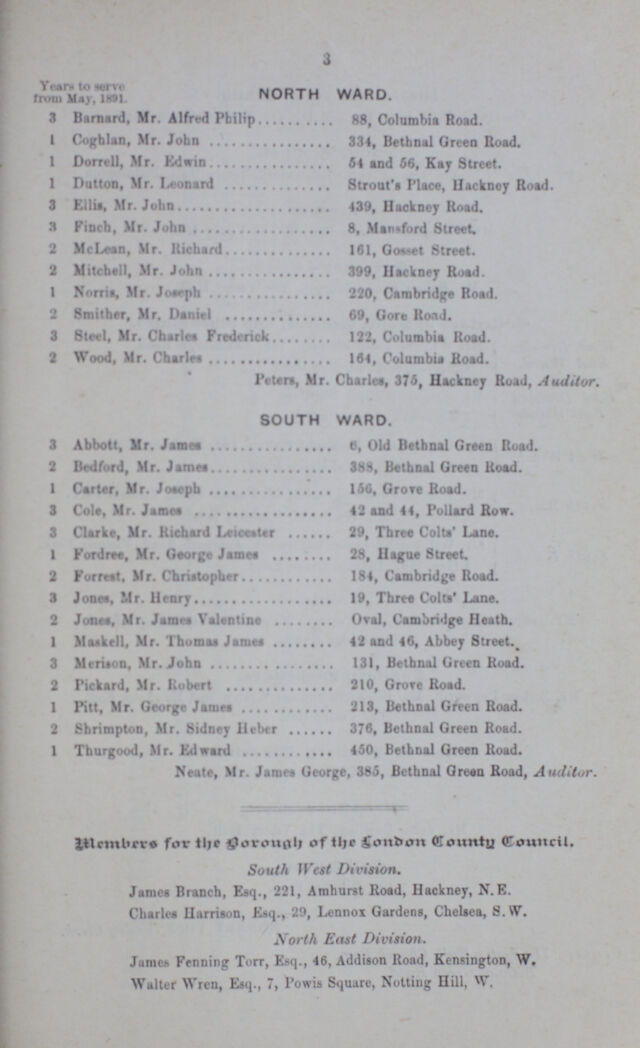 3
Years to serve
from May, 1891.
NORTH WARD.
3 Barnard, Mr. Alfred Philip.......... 88, Columbia Road.
1 Coghlan, Mr. John ................ 334, Bethnal Green Road.
1 Dorrell, Mr. Edwin................ 54 and 56, Kay Street.
1 Dutton, Mr. Leonard .............. Strout's Place, Hackney Road.
3 Ellis, Mr. John.................... 439, Hackney Road.
3 Finch, Mr. John ................... 8, Mansford Street.
2 McLean, Mr. Richard.............. 161, Gosset Street.
2 Mitchell, Mr. John ................ 399, Hackney Road.
1 Norris, Mr. Joseph ................ 220, Cambridge Road.
2 Smither, Mr. Daniel .............. 69, Gore Road.
3 Steel, Mr. Charles Frederick........ 122, Columbia Road.
2 Wood, Mr. Charles ................ 164, Columbia Road.
Peters, Mr. Charles, 375, Hackney Road, Auditor.
SOUTH WARD.
3 Abbott, Mr. James ................ 6, Old Bethnal Green Road.
2 Bedford, Mr. James................ 388, Bethnal Green Road.
1 Carter, Mr. Joseph ................ 156, Grove Road.
3 Cole, Mr. James .................. 42 and 44, Pollard Row.
3 Clarke, Mr. Richard Leicester ...... 29, Three Colts' Lane.
1 Fordree, Mr. George James ........ 28, Hague Street.
2 Forrest, Mr. Christopher............ 184, Cambridge Road.
3 Jones, Mr. Henry.................. 19, Three Colts' Lane.
2 Jones, Mr. James Valentine ........ Oval, Cambridge Heath.
1 Maskell, Mr. Thomas James ........ 42 and 46, Abbey Street.
3 Merison, Mr. John ................ 131, Bethnal Green Road.
2 Pickard, Mr. Robert .............. 210, Grove Road.
1 Pitt, Mr. George James ............ 213, Bethnal Green Road.
2 Shrimpton, Mr. Sidney Heber ...... 376, Bethnal Green Road.
1 Thurgood, Mr. Edward ............ 450, Bethnal Green Road.
Neate, Mr. James George, 385, Bethnal Green Road, Auditor.
Members for the Borough of the London County Council.
South West Division.
James Branch, Esq., 221, Amhurst Road, Hackney, N.E.
Charles Harrison, Esq., 29, Lennox Gardens, Chelsea, S.W.
North East Division.
James Fenning Torr, Esq., 46, Addison Road, Kensington, W.
Walter Wren, Esq., 7, Powis Square, Notting Hill, W.